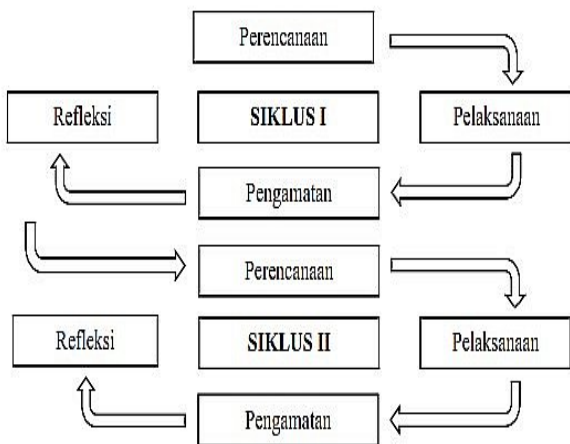 Perencanaan
Refleksi
SIKLUS I
Pelaksanaan
Pengamatan
Perencanaan
Refleksi
SIKLUS II
Pelaksanaan
Pengamatan